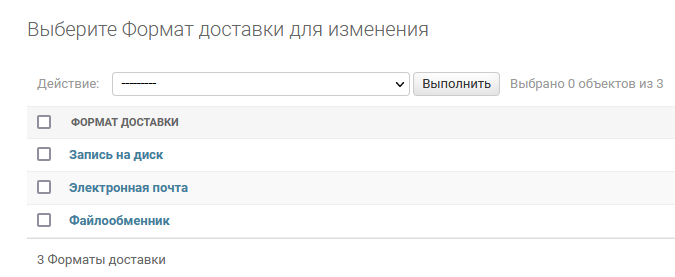 Выберите Формат доставки для изменения
Действие: --------- Выполнить Выбрано 0 объектов из 3
ФОРМАТ ДОСТАВКИ
Запись на диск
Электронная почта
Файлообменник
3 Форматы доставки